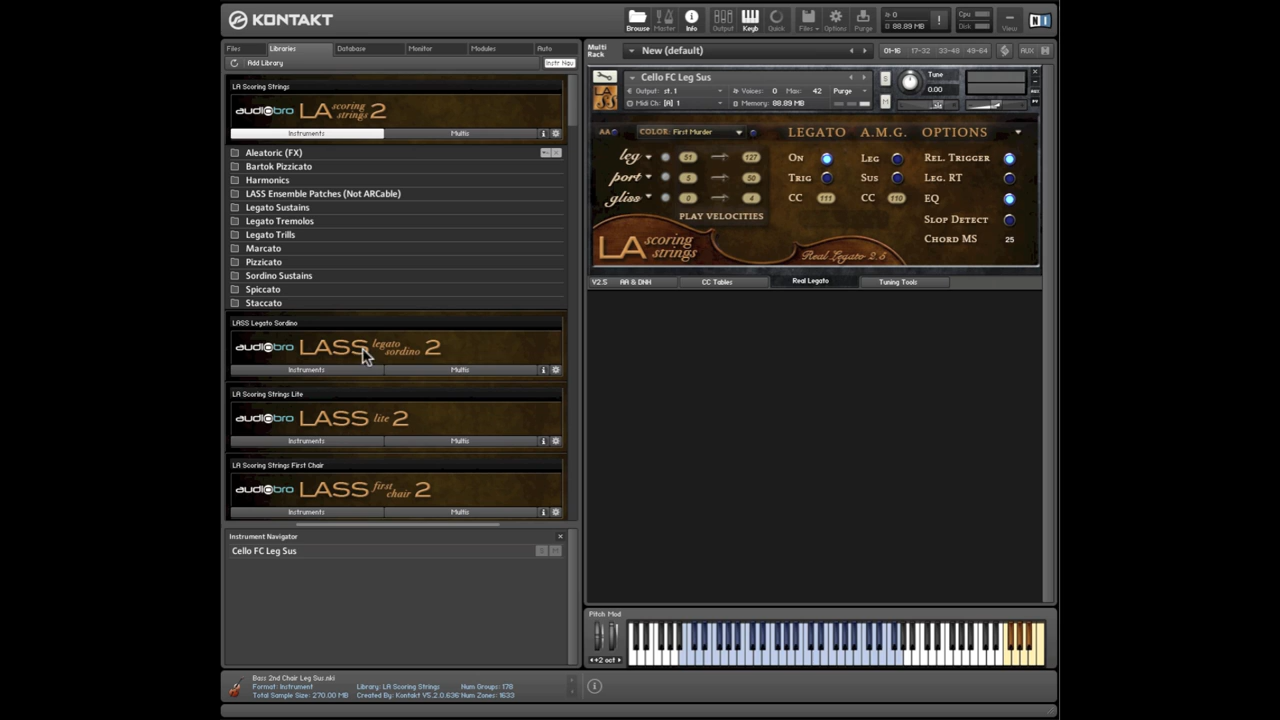 KONTAKT
Browse Master Info Output Keyb Quick Files Options Purge 0 88.89 MB ! Cpu Disk View NI
Files Libraries Database Monitor Modules Auto
Add Library Instr Nav
LA Scoring Strings
audiobro LA scoring strings 2
Instruments Multis i
Aleatoric (FX)
Bartok Pizzicato
Harmonics
LASS Ensemble Patches (Not ARCable)
Legato Sustains
Legato Tremolos
Legato Trills
Marcato
Pizzicato
Sordino Sustains
Spiccato
Staccato
LASS Legato Sordino
audiobro LASS legato sordino 2
Instruments Multis i
LA Scoring Strings Lite
audiobro LASS lite 2
Instruments Multis i
LA Scoring Strings First Chair
audiobro LASS first chair 2
Instruments Multis i
Instrument Navigator
Cello FC Leg Sus S M
Bass 2nd Chair Leg Sus.nki
Format: Instrument Library: LA Scoring Strings Num Groups: 178
Total Sample Size: 270.00 MB Created By: Kontakt V5.2.0.636 Num Zones: 1633
Multi Rack New (default) 01-16 17-32 33-48 49-64 AUX
Cello FC Leg Sus S Tune
Output: st.1 Voices: 0 Max: 42 Purge 0.00
Midi Ch: [A] 1 Memory: 88.89 MB M
LASS
AA COLOR: First Murder LEGATO A.M.G. OPTIONS
leg 51 127 On Leg Rel. Trigger
port 5 50 Trig Sus Leg. RT
gliss 0 4 CC 111 CC 110 EQ
Play Velocities Slop Detect
Chord MS 25
LA scoring strings Real Legato 2.5
V2.5 AA & DNH CC Tables Real Legato Tuning Tools
Pitch Mod
+2 oct